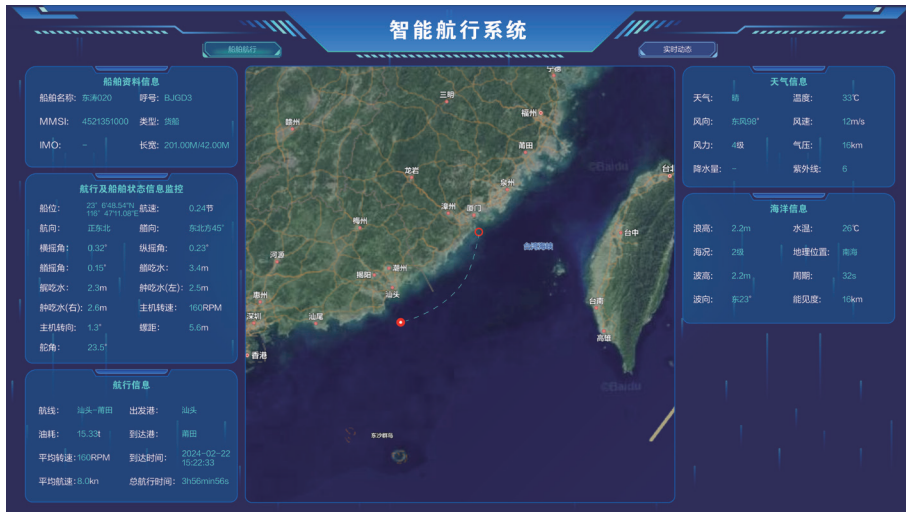 智能航行系统
船舶航行
实时动态
船舶资料信息
船舶名称: 东涛020 呼号: BJGD3
MMSI: 4521351000 类型: 货船
IMO: - 长宽: 201.00M/42.00M
航行及船舶状态信息监控
船位: 23° 6'48.54"N 116° 47'11.08"E 航速: 0.24节
航向: 正东北 艏向: 东北方45°
横摇角: 0.32° 纵摇角: 0.23°
艏摇角: 0.15° 艏吃水: 3.4m
艉吃水: 2.3m 舯吃水(左): 2.5m
舯吃水(右): 2.6m 主机转速: 160RPM
主机转向: 1.3° 螺距: 5.6m
舵角: 23.5°
航行信息
航线: 汕头-莆田 出发港: 汕头
油耗: 15.33t 到达港: 莆田
平均转速: 160RPM 到达时间: 2024-02-22 15:22:33
平均航速: 8.0kn 总航行时间: 3h56min56s
宁德
三明
赣州
福州
莆田
©Baidu
龙岩
泉州
台北
漳州
厦门
梅州
台中
台湾海峡
河源
潮州
揭阳
惠州
汕头
深圳
汕尾
台南
高雄
香港
©Baidu
东沙群岛
天气信息
天气: 晴 温度: 33℃
风向: 东风98° 风速: 12m/s
风力: 4级 气压: 16km
降水量: - 紫外线: 6
海洋信息
浪高: 2.2m 水温: 26℃
海况: 2级 地理位置: 南海
波高: 2.2m 周期: 32s
波向: 东23° 能见度: 16km